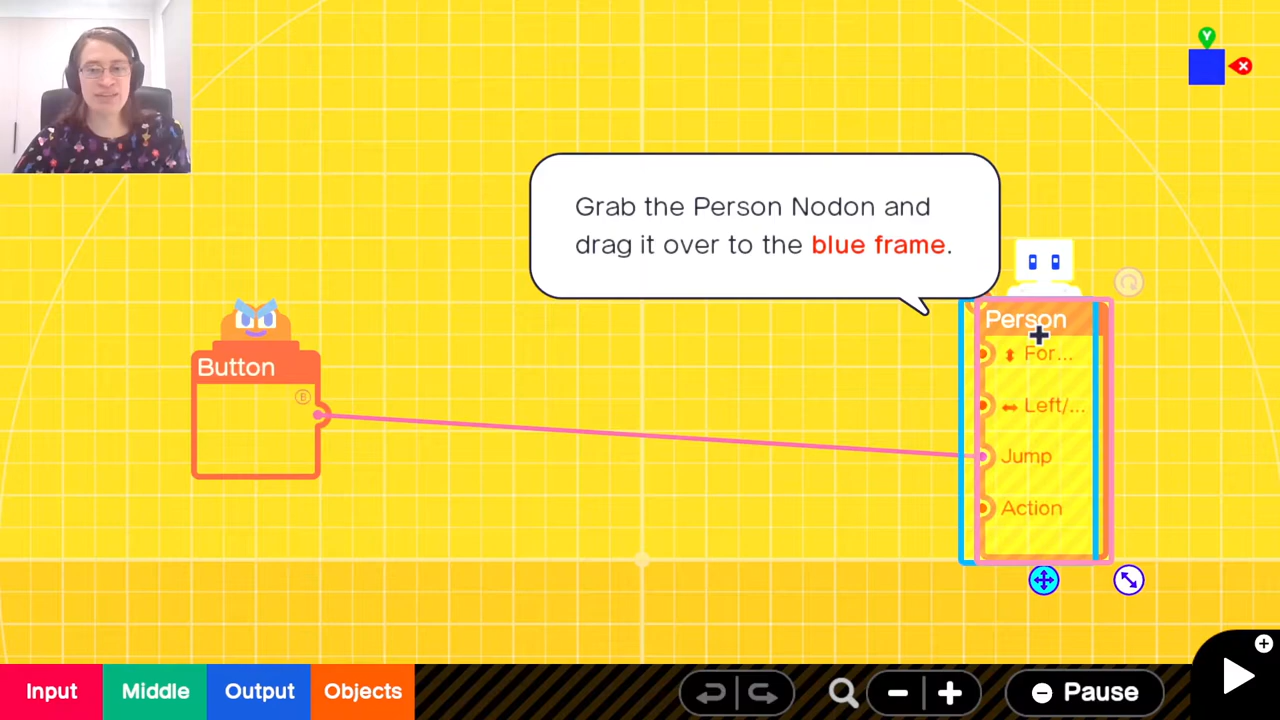 Y
X
Grab the Person Nodon and
drag it over to the blue frame.
Button
B
Person
For...
Left/...
Jump
Action
Input
Middle
Output
Objects
Pause